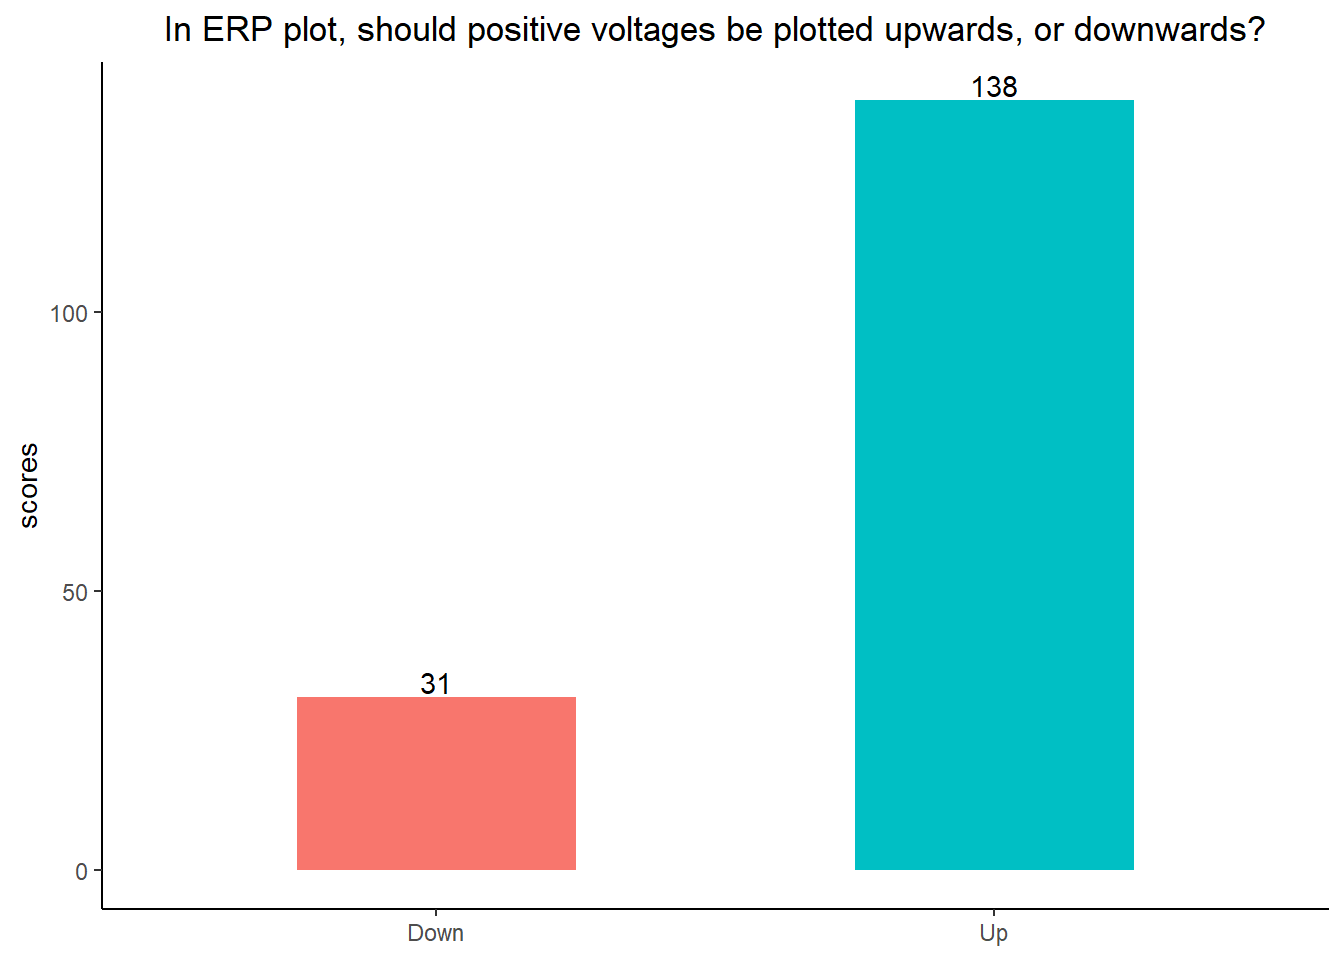 In ERP plot, should positive voltages be plotted upwards, or downwards?
138
100
scores
50
31
0
Down Up